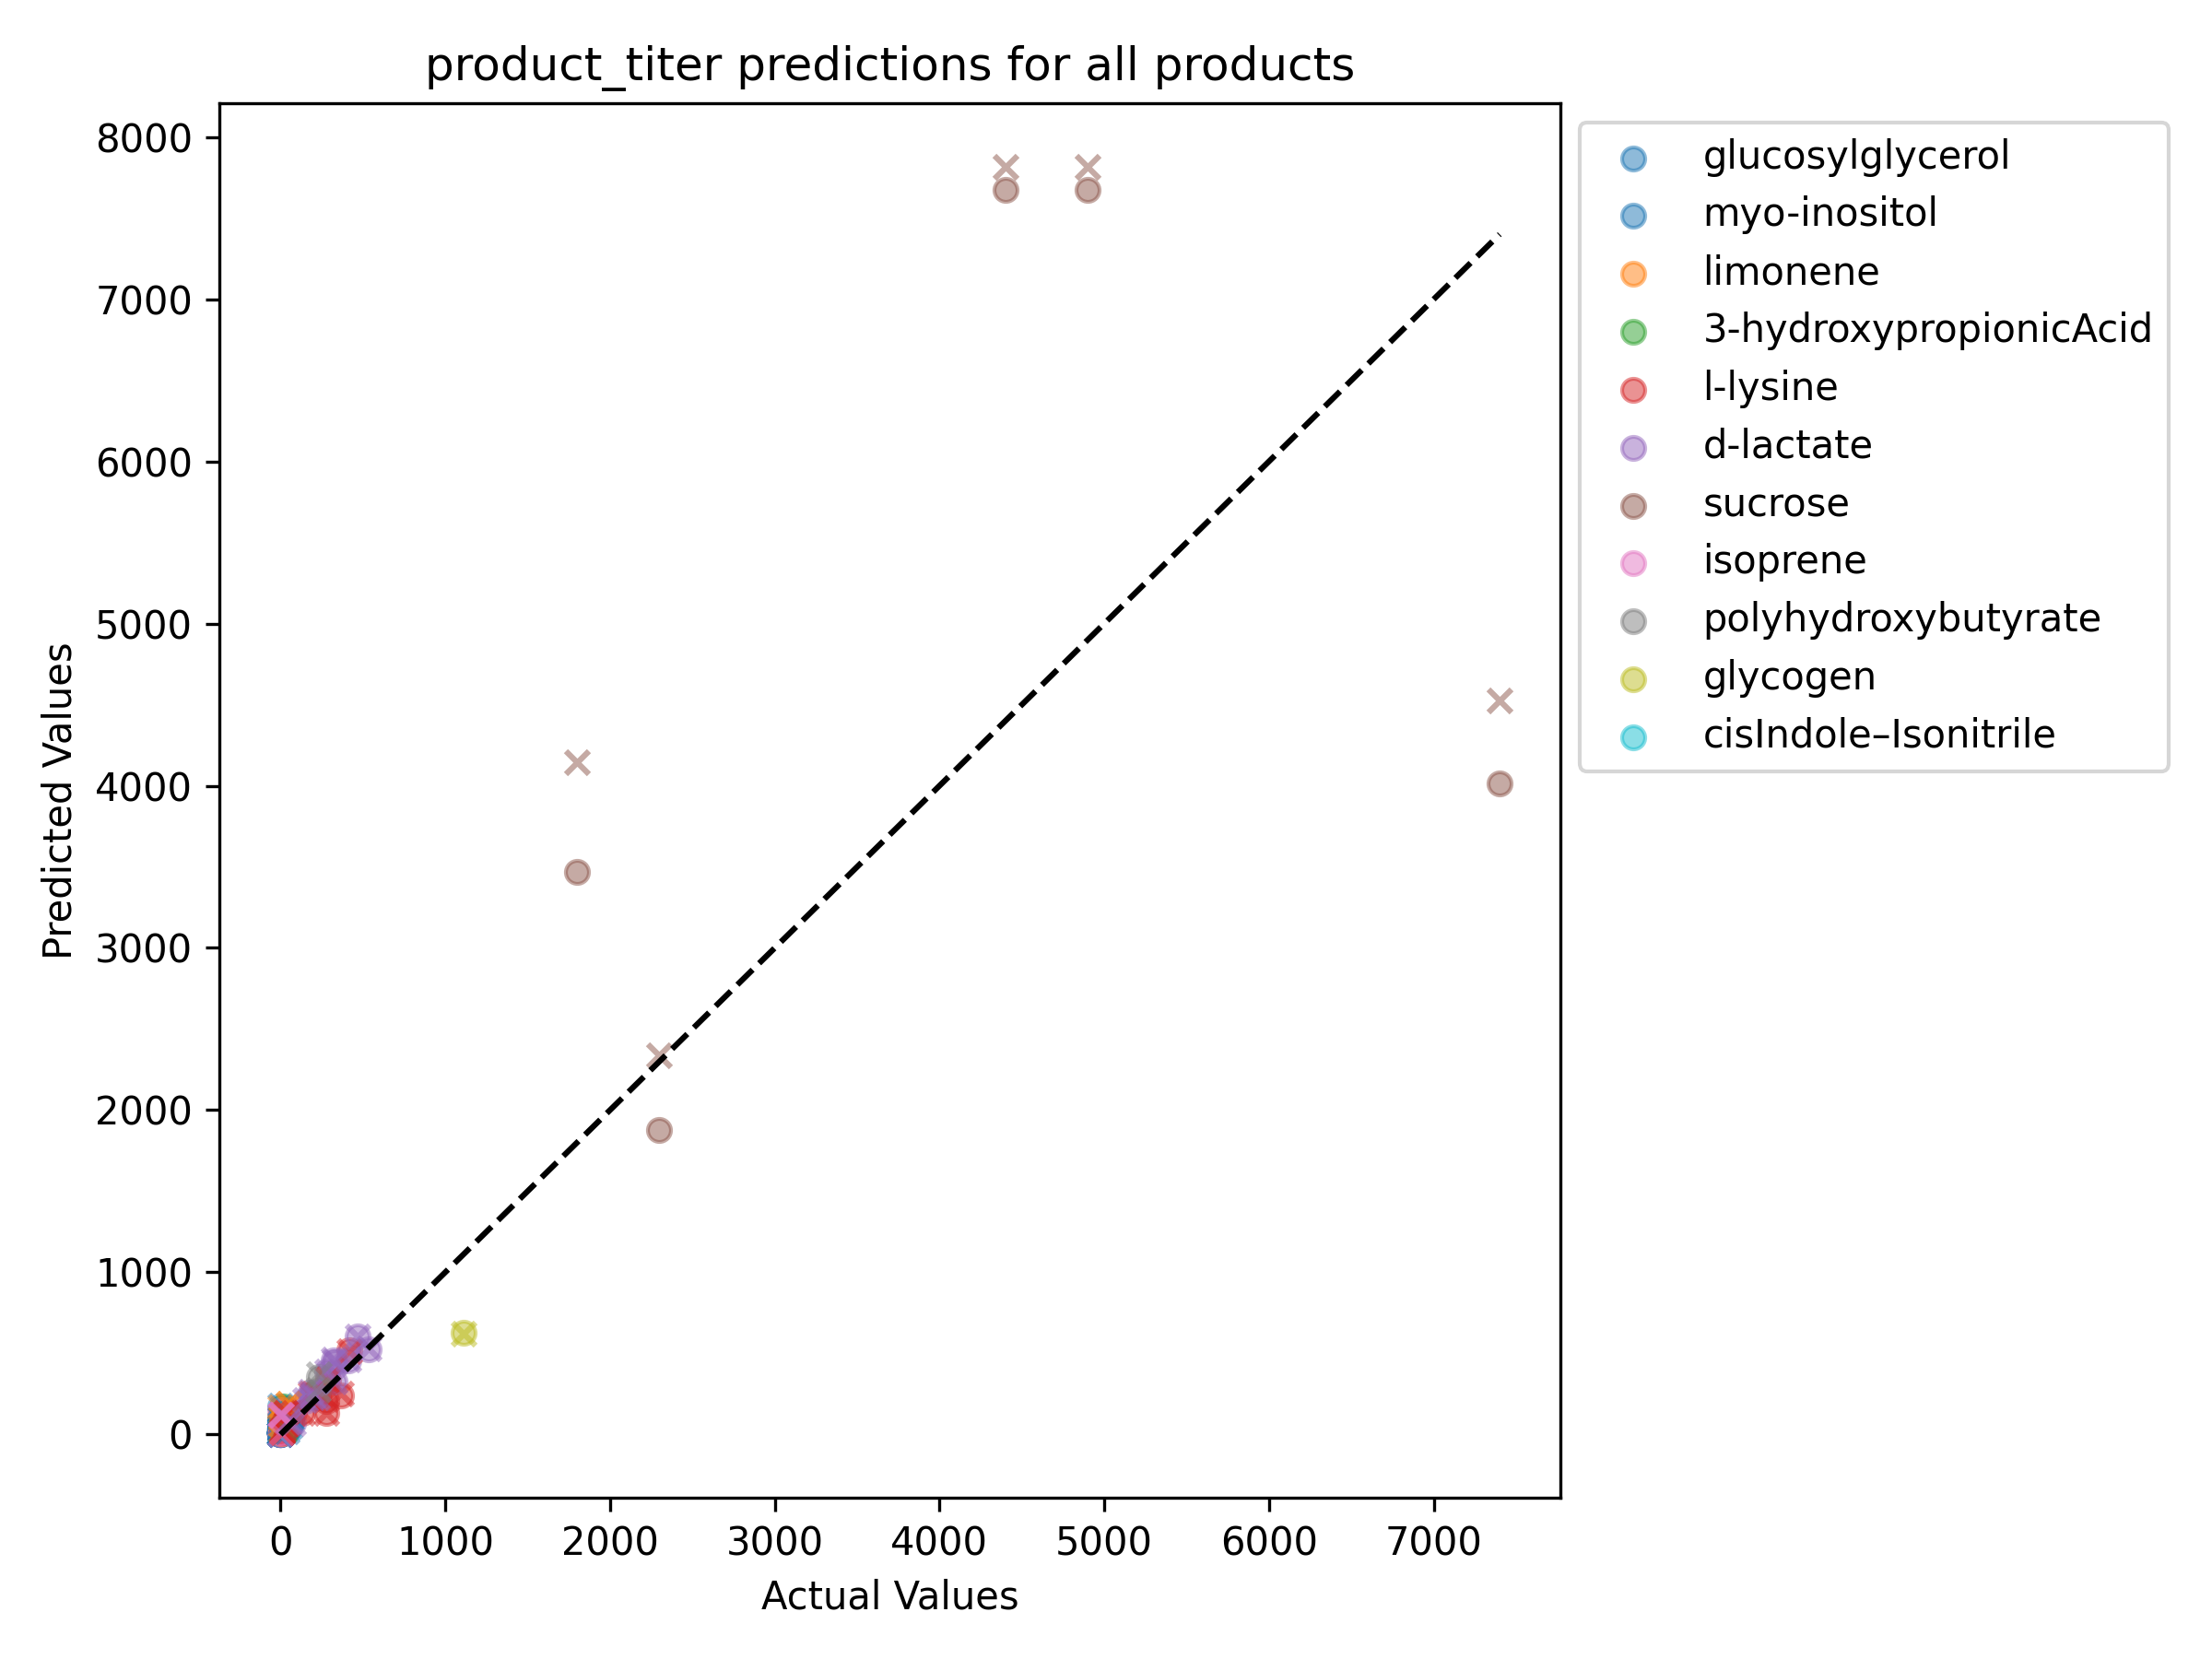 product_titer predictions for all products
8000
7000
6000
5000
4000
3000
2000
1000
0
Predicted Values
0 1000 2000 3000 4000 5000 6000 7000
Actual Values
glucosylglycerol
myo-inositol
limonene
3-hydroxypropionicAcid
l-lysine
d-lactate
sucrose
isoprene
polyhydroxybutyrate
glycogen
cisIndole–Isonitrile